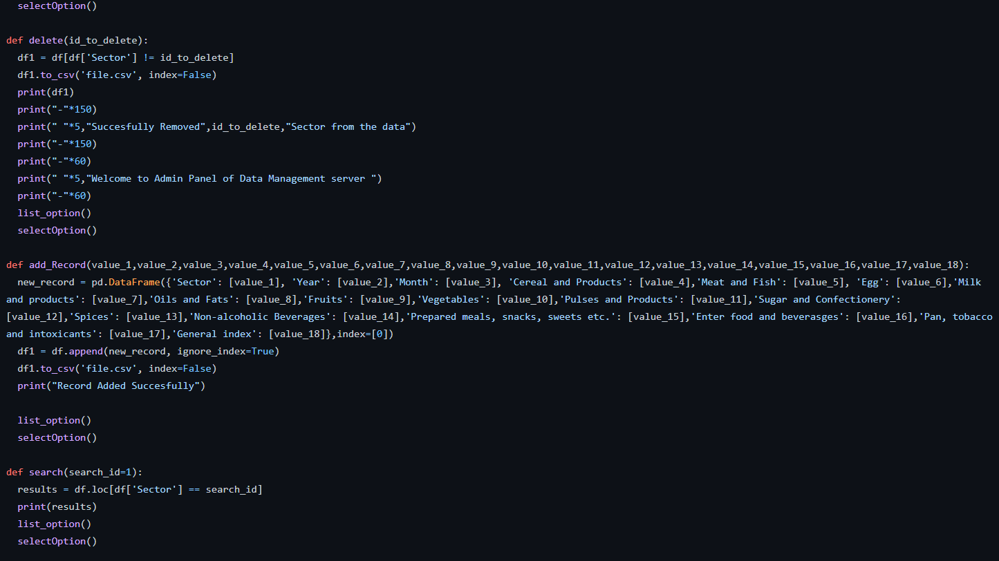 selectOption()
def delete(id_to_delete):
df1 = df[df['Sector'] != id_to_delete]
df1.to_csv('file.csv', index=False)
print(df1)
print("-"*150)
print(" "*5,"Succesfully Removed",id_to_delete,"Sector from the data")
print("-"*150)
print("-"*60)
print(" "*5,"Welcome to Admin Panel of Data Management server ")
print("-"*60)
list_option()
selectOption()
def add_Record(value_1,value_2,value_3,value_4,value_5,value_6,value_7,value_8,value_9,value_10,value_11,value_12,value_13,value_14,value_15,value_16,value_17,value_18):
new_record = pd.DataFrame({'Sector': [value_1], 'Year': [value_2],'Month': [value_3], 'Cereal and Products': [value_4],'Meat and Fish': [value_5], 'Egg': [value_6],'Milk
and products': [value_7],'Oils and Fats': [value_8],'Fruits': [value_9],'Vegetables': [value_10],'Pulses and Products': [value_11],'Sugar and Confectionery':
[value_12],'Spices': [value_13],'Non-alcoholic Beverages': [value_14],'Prepared meals, snacks, sweets etc.': [value_15],'Enter food and beverasges': [value_16],'Pan, tobacco
and intoxicants': [value_17],'General index': [value_18]},index=[0])
df1 = df.append(new_record, ignore_index=True)
df1.to_csv('file.csv', index=False)
print("Record Added Succesfully")
list_option()
selectOption()
def search(search_id=1):
results = df.loc[df['Sector'] == search_id]
print(results)
list_option()
selectOption()